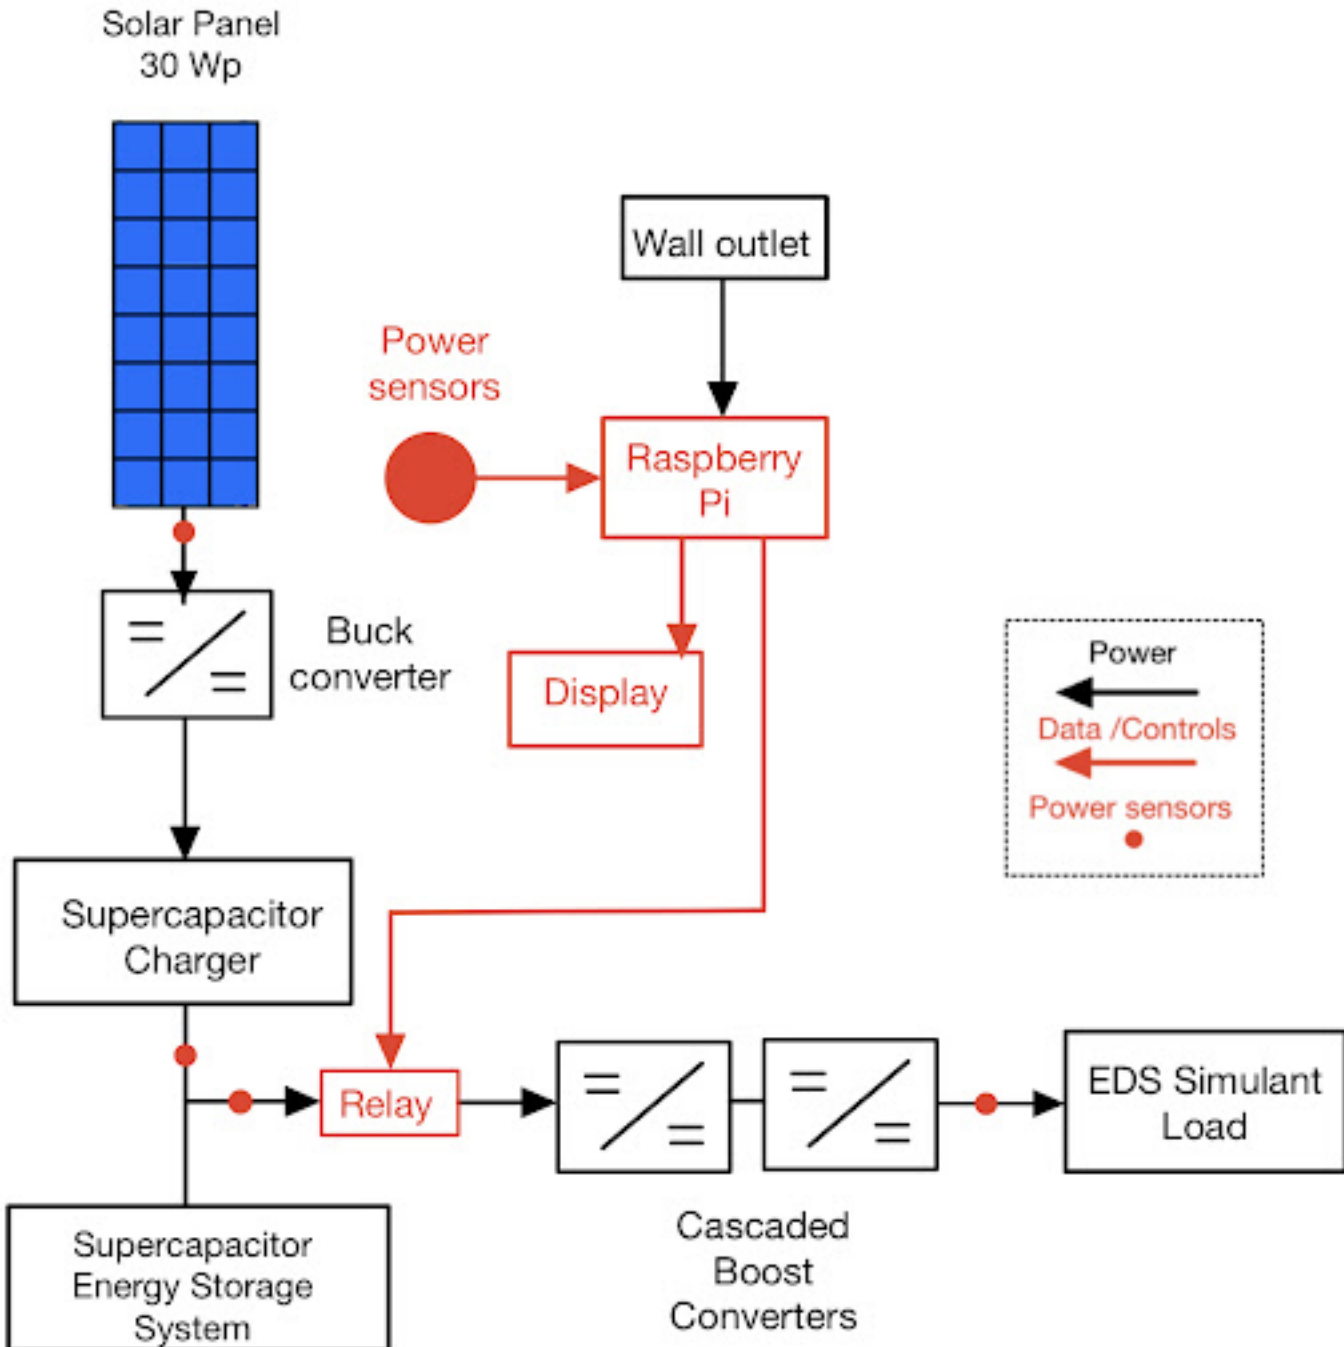 Solar Panel
30 Wp
Wall outlet
Power
sensors
Raspberry
Pi
Buck
converter
Display
Power
Data /Controls
Power sensors
Supercapacitor
Charger
Relay
EDS Simulant
Load
Cascaded
Boost
Converters
Supercapacitor
Energy Storage
System